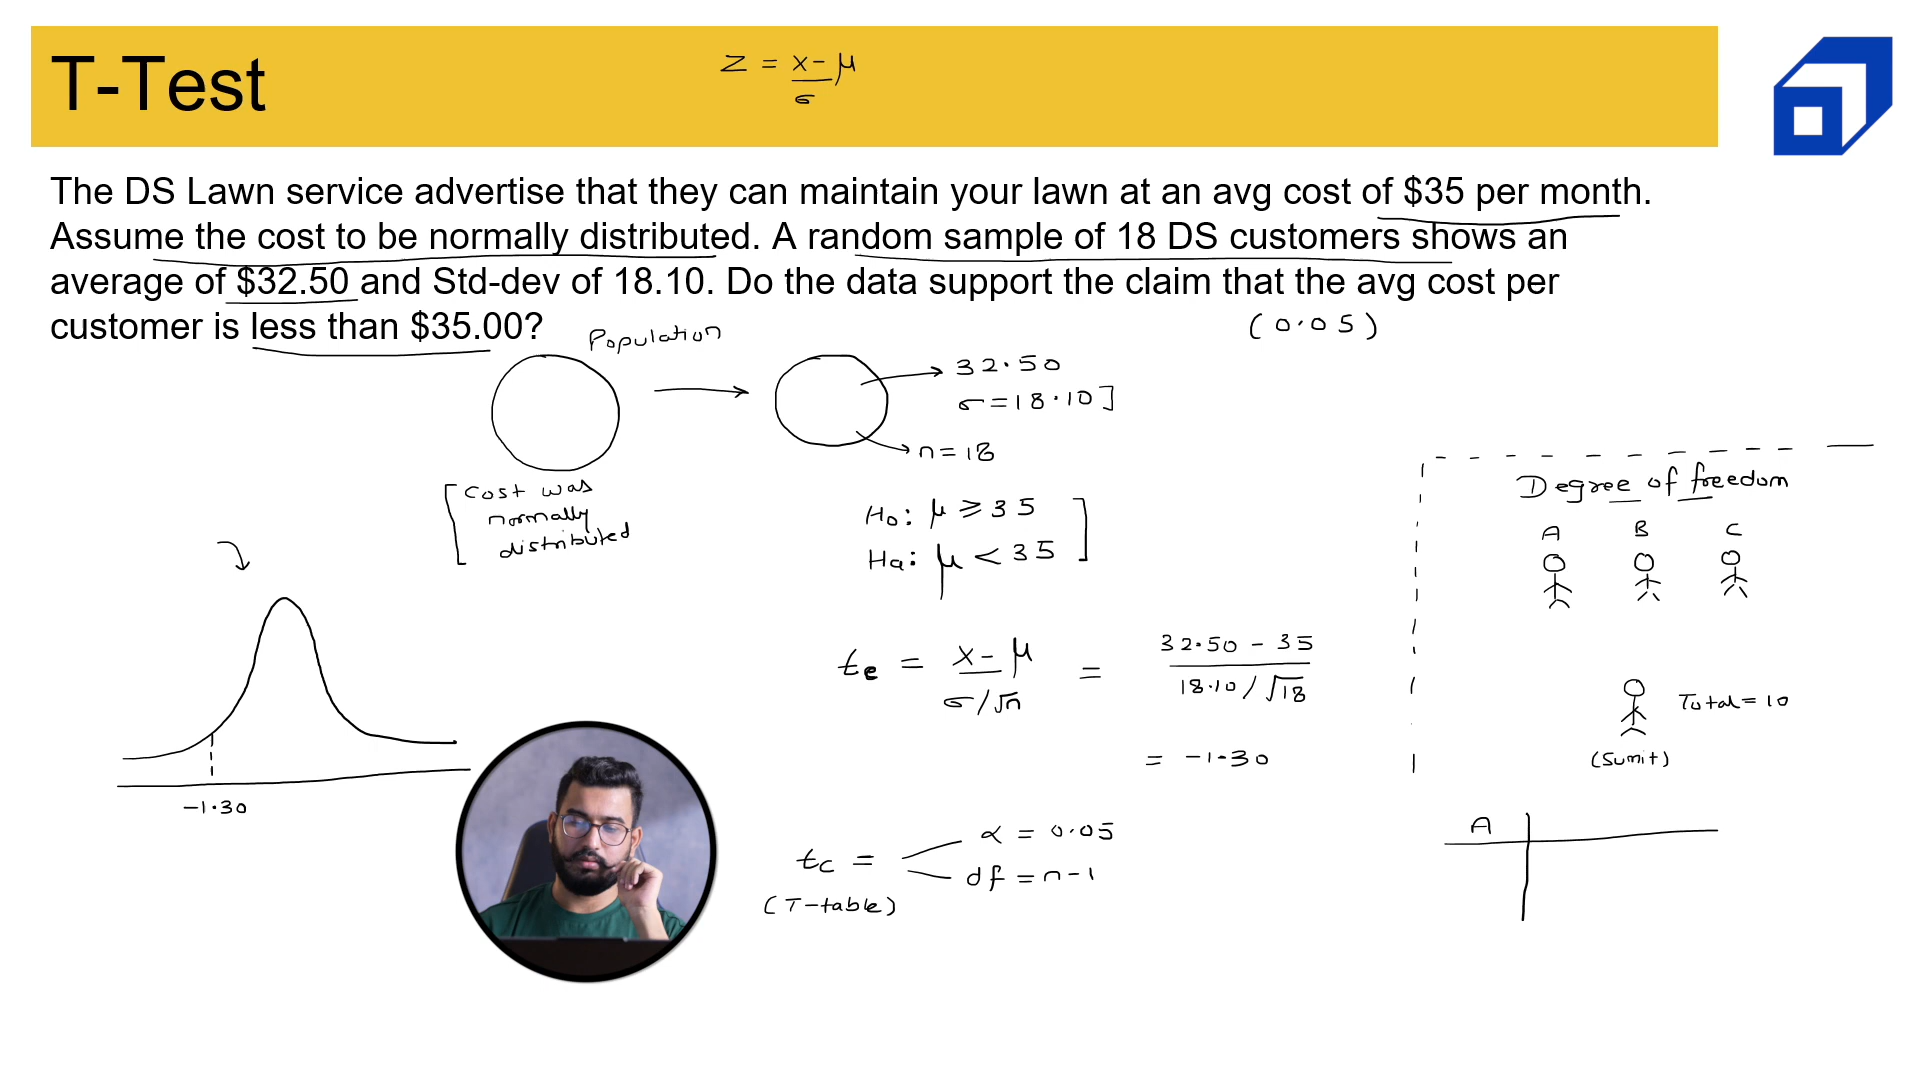 T-Test
z = x - μ / σ
The DS Lawn service advertise that they can maintain your lawn at an avg cost of $35 per month.
Assume the cost to be normally distributed. A random sample of 18 DS customers shows an
average of $32.50 and Std-dev of 18.10. Do the data support the claim that the avg cost per
customer is less than $35.00?
(0.05)
Population
32.50
σ = 18.10]
n = 18
Cost was
normally
distributed
H₀: μ ⩾ 35
Ha: μ < 35
te = x - μ / σ/√n = 32.50 - 35 / 18.10/√18
= -1.30
-1.30
tc = α = 0.05
df = n-1
(T-table)
Degree of freedom
A B C
Total = 10
(Sumit)
A